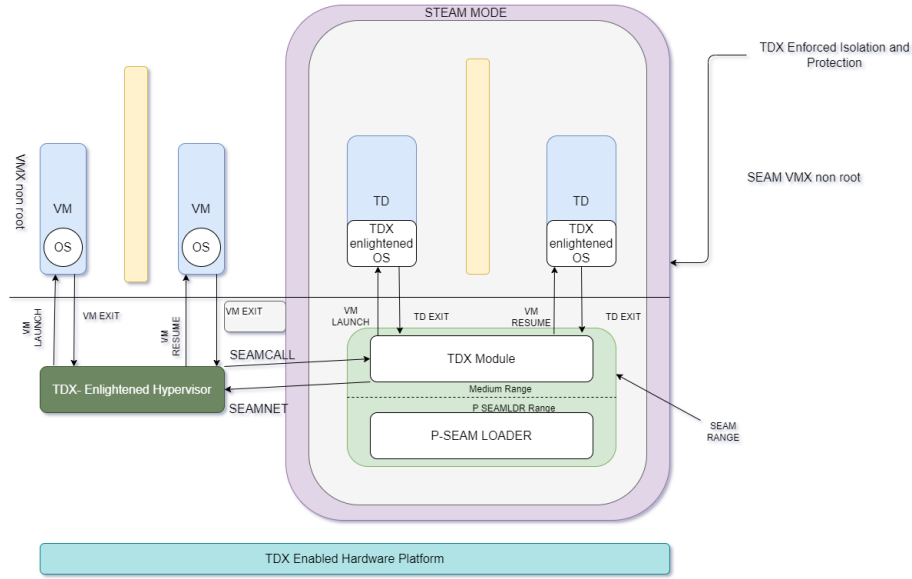 STEAM MODE
TDX Enforced Isolation and
Protection
VMX non root
VM
OS
VM
OS
TD
TDX
enlightened
OS
TD
TDX
enlightened
OS
SEAM VMX non root
VM
LAUNCH
VM EXIT
VM
RESUME
VM EXIT
VM
LAUNCH
TD EXIT
VM
RESUME
TD EXIT
SEAMCALL
TDX Module
TDX- Enlightened Hypervisor
Medium Range
SEAMNET
P SEAMLDR Range
P-SEAM LOADER
SEAM
RANGE
TDX Enabled Hardware Platform